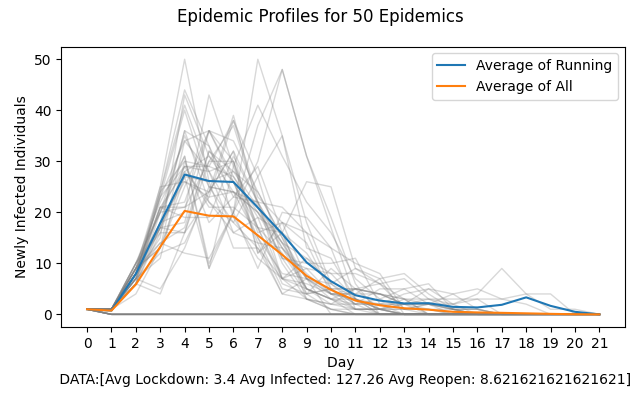 Epidemic Profiles for 50 Epidemics
Average of Running
Average of All
Newly Infected Individuals
50
40
30
20
10
0
0 1 2 3 4 5 6 7 8 9 10 11 12 13 14 15 16 17 18 19 20 21
Day
DATA:[Avg Lockdown: 3.4 Avg Infected: 127.26 Avg Reopen: 8.621621621621621]